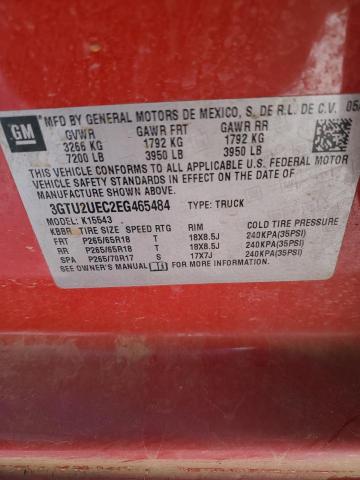 GM
MFD BY GENERAL MOTORS DE MEXICO, S. DE R.L. DE C.V. 05/
GVWR GAWR FRT GAWR RR
3266 KG 1792 KG 1792 KG
7200 LB 3950 LB 3950 LB
THIS VEHICLE CONFORMS TO ALL APPLICABLE U.S. FEDERAL MOTOR
VEHICLE SAFETY STANDARDS IN EFFECT ON THE DATE OF
MANUFACTURE SHOWN ABOVE.
3GTU2UEC2EG465484 TYPE: TRUCK
MODEL: K15543
KBBR TIRE SIZE SPEED RTG RIM COLD TIRE PRESSURE
FRT P265/65R18 T 18X8.5J 240KPA(35PSI)
RR P265/65R18 T 18X8.5J 240KPA(35PSI)
SPA P265/70R17 S 17X7J 240KPA(35PSI)
SEE OWNER'S MANUAL FOR MORE INFORMATION